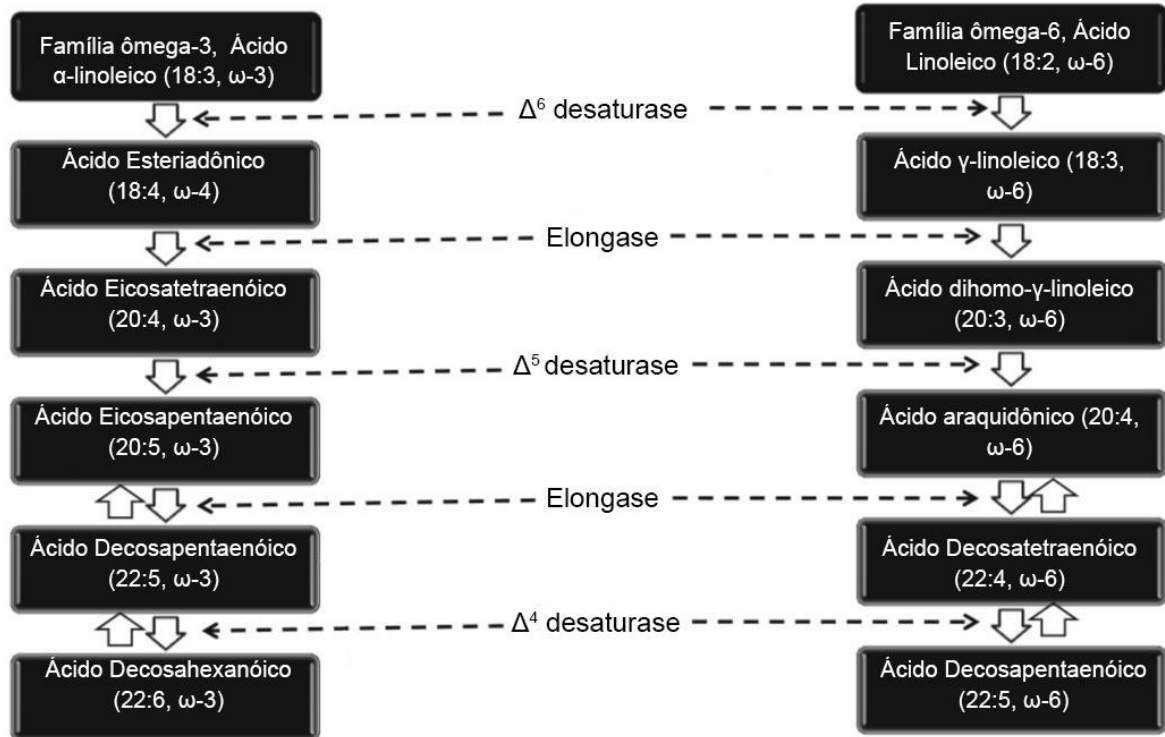 Família ômega-3, Ácido
α-linoleico (18:3, ω-3)
Família ômega-6, Ácido
Linoleico (18:2, ω-6)
Δ⁶ desaturase
Ácido Esteriadônico
(18:4, ω-4)
Ácido γ-linoleico (18:3,
ω-6)
Elongase
Ácido Eicosatetraenóico
(20:4, ω-3)
Ácido dihomo-γ-linoleico
(20:3, ω-6)
Δ⁵ desaturase
Ácido Eicosapentaenóico
(20:5, ω-3)
Ácido araquidônico (20:4,
ω-6)
Elongase
Ácido Decosapentaenóico
(22:5, ω-3)
Ácido Decosatetraenóico
(22:4, ω-6)
Δ⁴ desaturase
Ácido Decosahexanóico
(22:6, ω-3)
Ácido Decosapentaenóico
(22:5, ω-6)